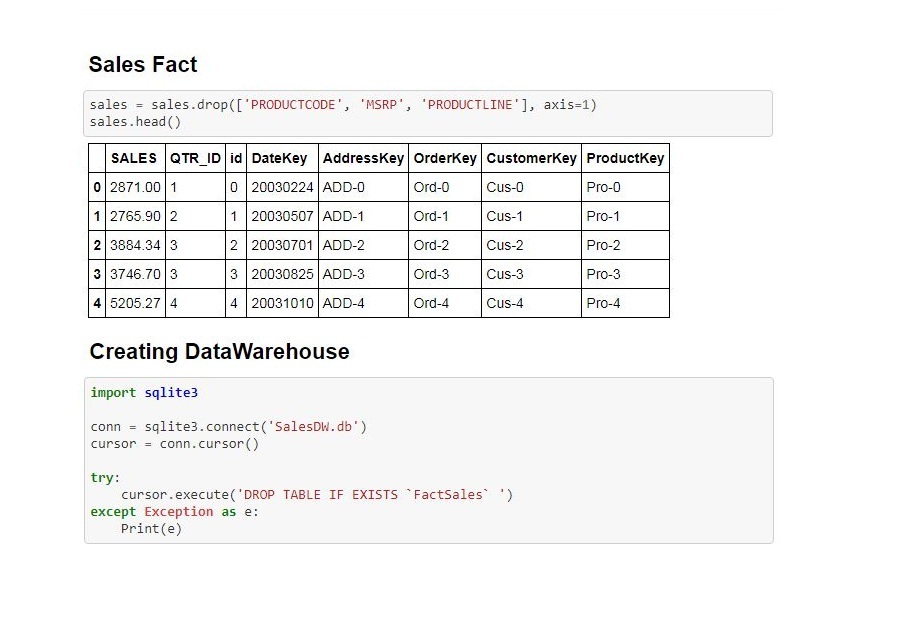 Sales Fact
sales = sales.drop(['PRODUCTCODE', 'MSRP', 'PRODUCTLINE'], axis=1)
sales.head()
SALES QTR_ID id DateKey AddressKey OrderKey CustomerKey ProductKey
0 2871.00 1 0 20030224 ADD-0 Ord-0 Cus-0 Pro-0
1 2765.90 2 1 20030507 ADD-1 Ord-1 Cus-1 Pro-1
2 3884.34 3 2 20030701 ADD-2 Ord-2 Cus-2 Pro-2
3 3746.70 3 3 20030825 ADD-3 Ord-3 Cus-3 Pro-3
4 5205.27 4 4 20031010 ADD-4 Ord-4 Cus-4 Pro-4
Creating DataWarehouse
import sqlite3
conn = sqlite3.connect('SalesDW.db')
cursor = conn.cursor()
try:
    cursor.execute('DROP TABLE IF EXISTS `FactSales` ')
except Exception as e:
    Print(e)